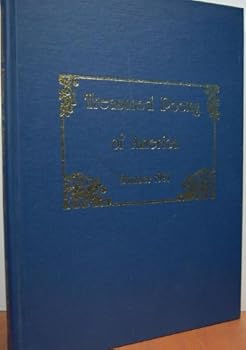 Treasured Poems
of America